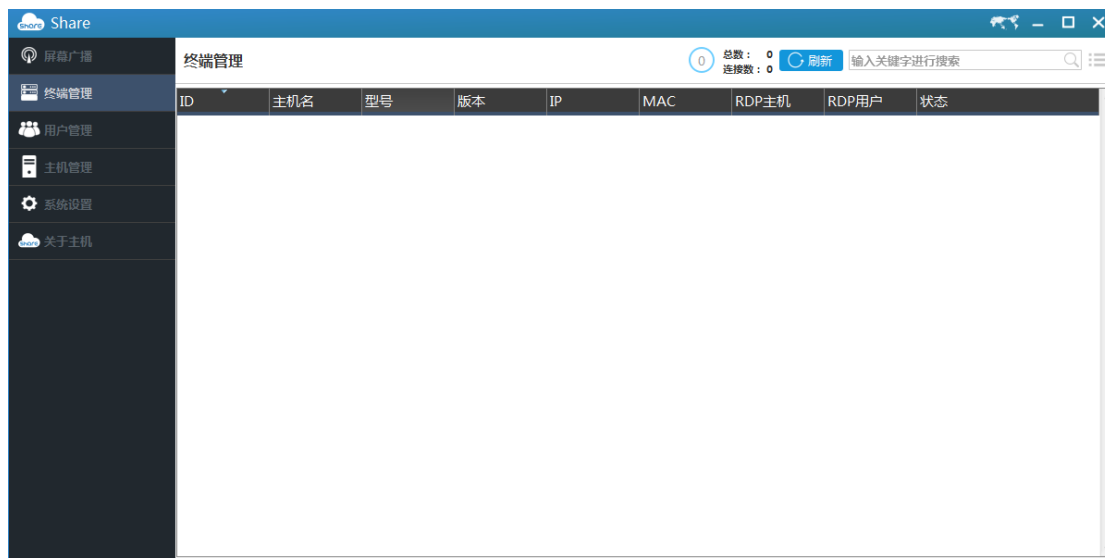 share Share
屏幕广播
终端管理
用户管理
主机管理
系统设置
share 关于主机
终端管理
0
总数： 0
连接数： 0
刷新
输入关键字进行搜索
ID 主机名 型号 版本 IP MAC RDP主机 RDP用户 状态